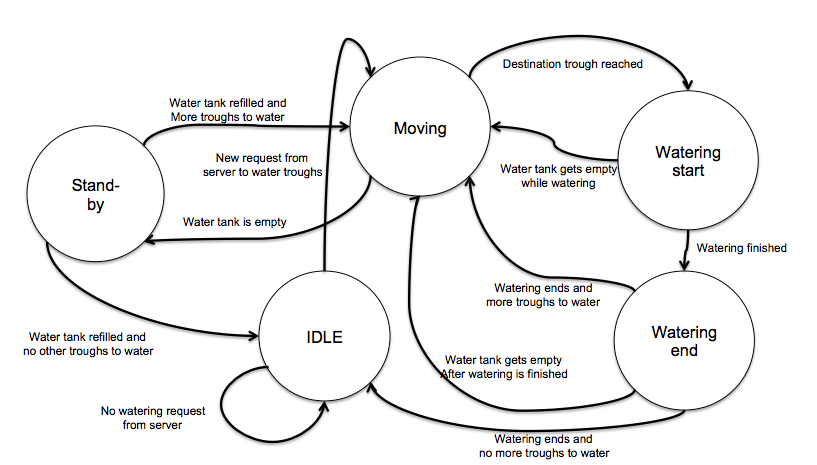 Destination trough reached
Water tank refilled and
More troughs to water
Moving
New request from
server to water troughs
Water tank gets empty
while watering
Watering
start
Stand-
by
Water tank is empty
Watering finished
Watering ends and
more troughs to water
IDLE
Watering
end
Water tank refilled and
no other troughs to water
Water tank gets empty
After watering is finished
No watering request
from server
Watering ends and
no more troughs to water